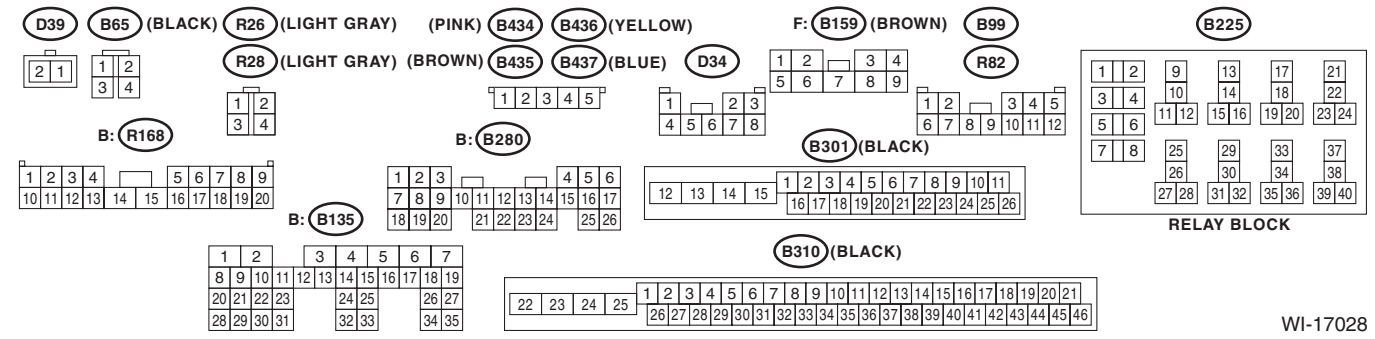 D39 B65 (BLACK) R26 (LIGHT GRAY) (PINK) B434 B436 (YELLOW) F: B159 (BROWN) B99 B225
R28 (LIGHT GRAY) (BROWN) B435 B437 (BLUE) D34 R82
2 1
1 2
3 4
1 2
3 4
1 2 3 4 5
1 2 3
4 5 6 7 8
1 2 3 4
5 6 7 8 9
1 2 3 4 5
6 7 8 9 10 11 12
1 2 9 13 17 21
3 4 10 14 18 22
11 12 15 16 19 20 23 24
5 6
7 8 25 29 33 37
26 30 34 38
27 28 31 32 35 36 39 40
RELAY BLOCK
B: R168
1 2 3 4 5 6 7 8 9
10 11 12 13 14 15 16 17 18 19 20
B: B280
1 2 3 4 5 6
7 8 9 10 11 12 13 14 15 16 17
18 19 20 21 22 23 24 25 26
B301 (BLACK)
12 13 14 15 1 2 3 4 5 6 7 8 9 10 11
16 17 18 19 20 21 22 23 24 25 26
B: B135
1 2 3 4 5 6 7
8 9 10 11 12 13 14 15 16 17 18 19
20 21 22 23 24 25 26 27
28 29 30 31 32 33 34 35
B310 (BLACK)
22 23 24 25 1 2 3 4 5 6 7 8 9 10 11 12 13 14 15 16 17 18 19 20 21
26 27 28 29 30 31 32 33 34 35 36 37 38 39 40 41 42 43 44 45 46
WI-17028